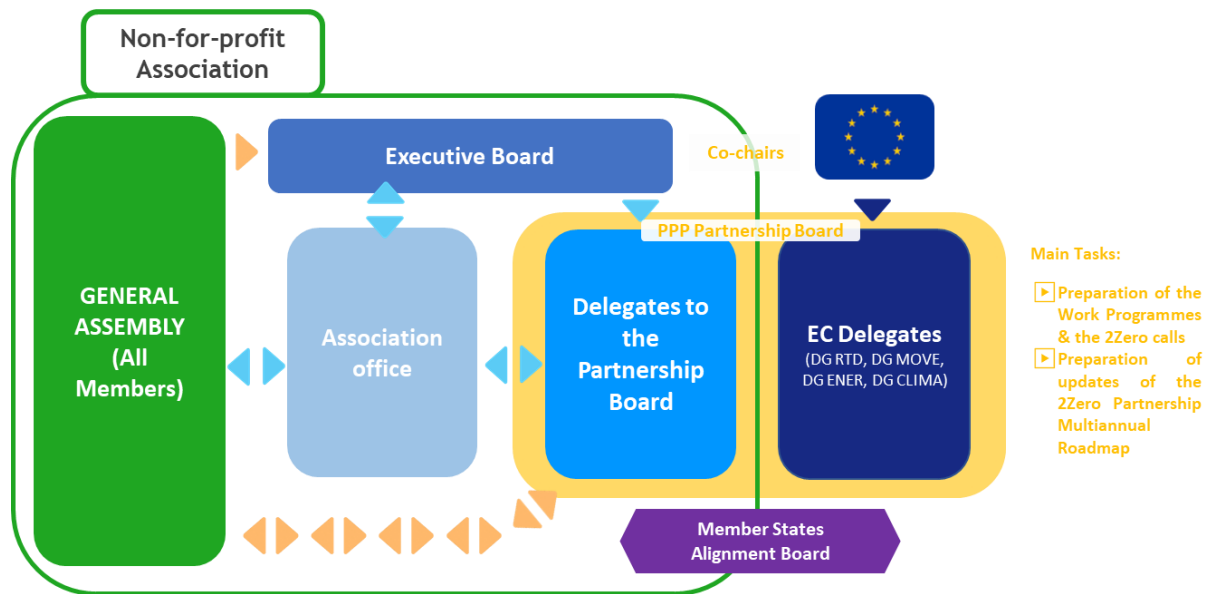 Non-for-profit
Association
Executive Board
Co-chairs
PPP Partnership Board
GENERAL
ASSEMBLY
(All
Members)
Association
office
Delegates to
the
Partnership
Board
EC Delegates
(DG RTD, DG MOVE,
DG ENER, DG CLIMA)
Main Tasks:
Preparation of the
Work Programmes
& the 2Zero calls
Preparation of
updates of the
2Zero Partnership
Multiannual
Roadmap
Member States
Alignment Board